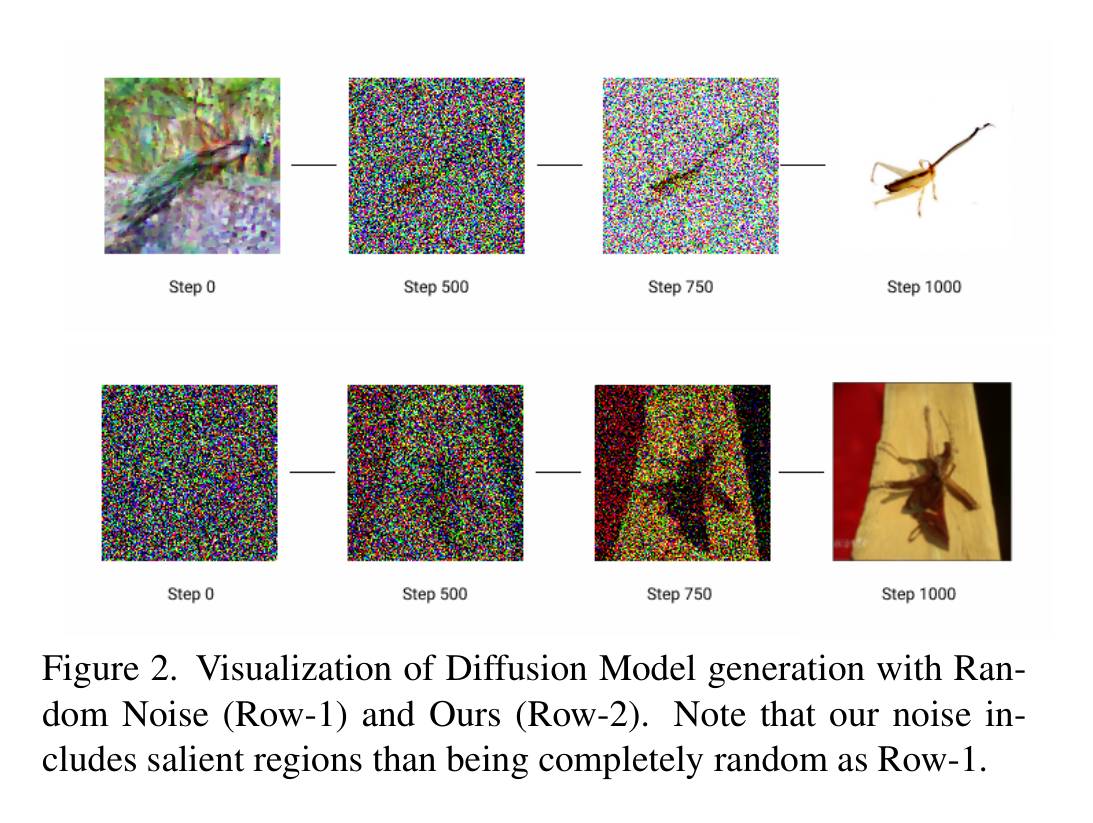 Step 0
Step 500
Step 750
Step 1000
Step 0
Step 500
Step 750
Step 1000
Figure 2. Visualization of Diffusion Model generation with Ran-
dom Noise (Row-1) and Ours (Row-2). Note that our noise in-
cludes salient regions than being completely random as Row-1.